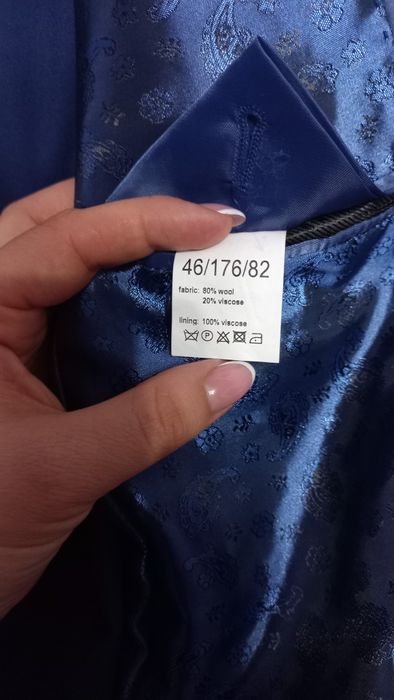 46/176/82
fabric: 80% wool
20% viscose
lining: 100% viscose
P